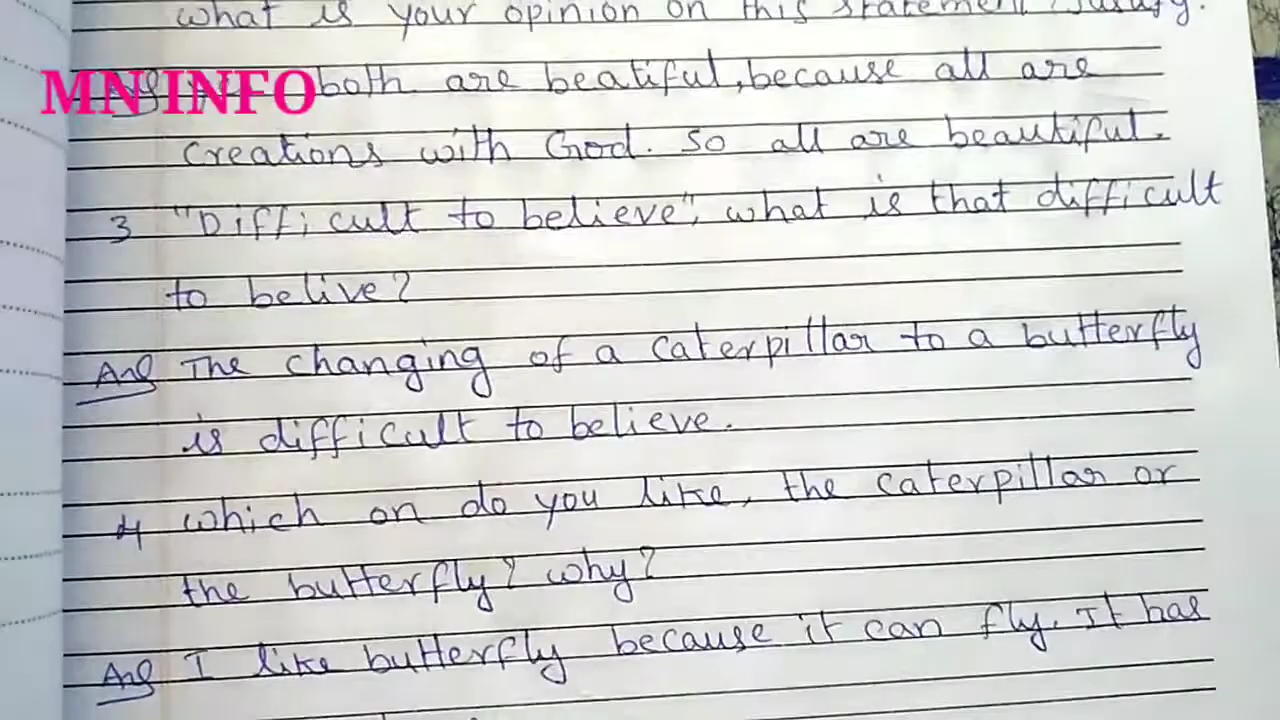 what is your opinion on this statement? Justify.
MN INFO
both are beatiful, because all are
creations with God. so all are beautiful.
3 "Difficult to believe", what is that difficult
to belive?
Ans The changing of a caterpillar to a butterfly
is difficult to believe.
4 which on do you like, the caterpillar or
the butterfly? why?
Ans I like butterfly because it can fly. It has